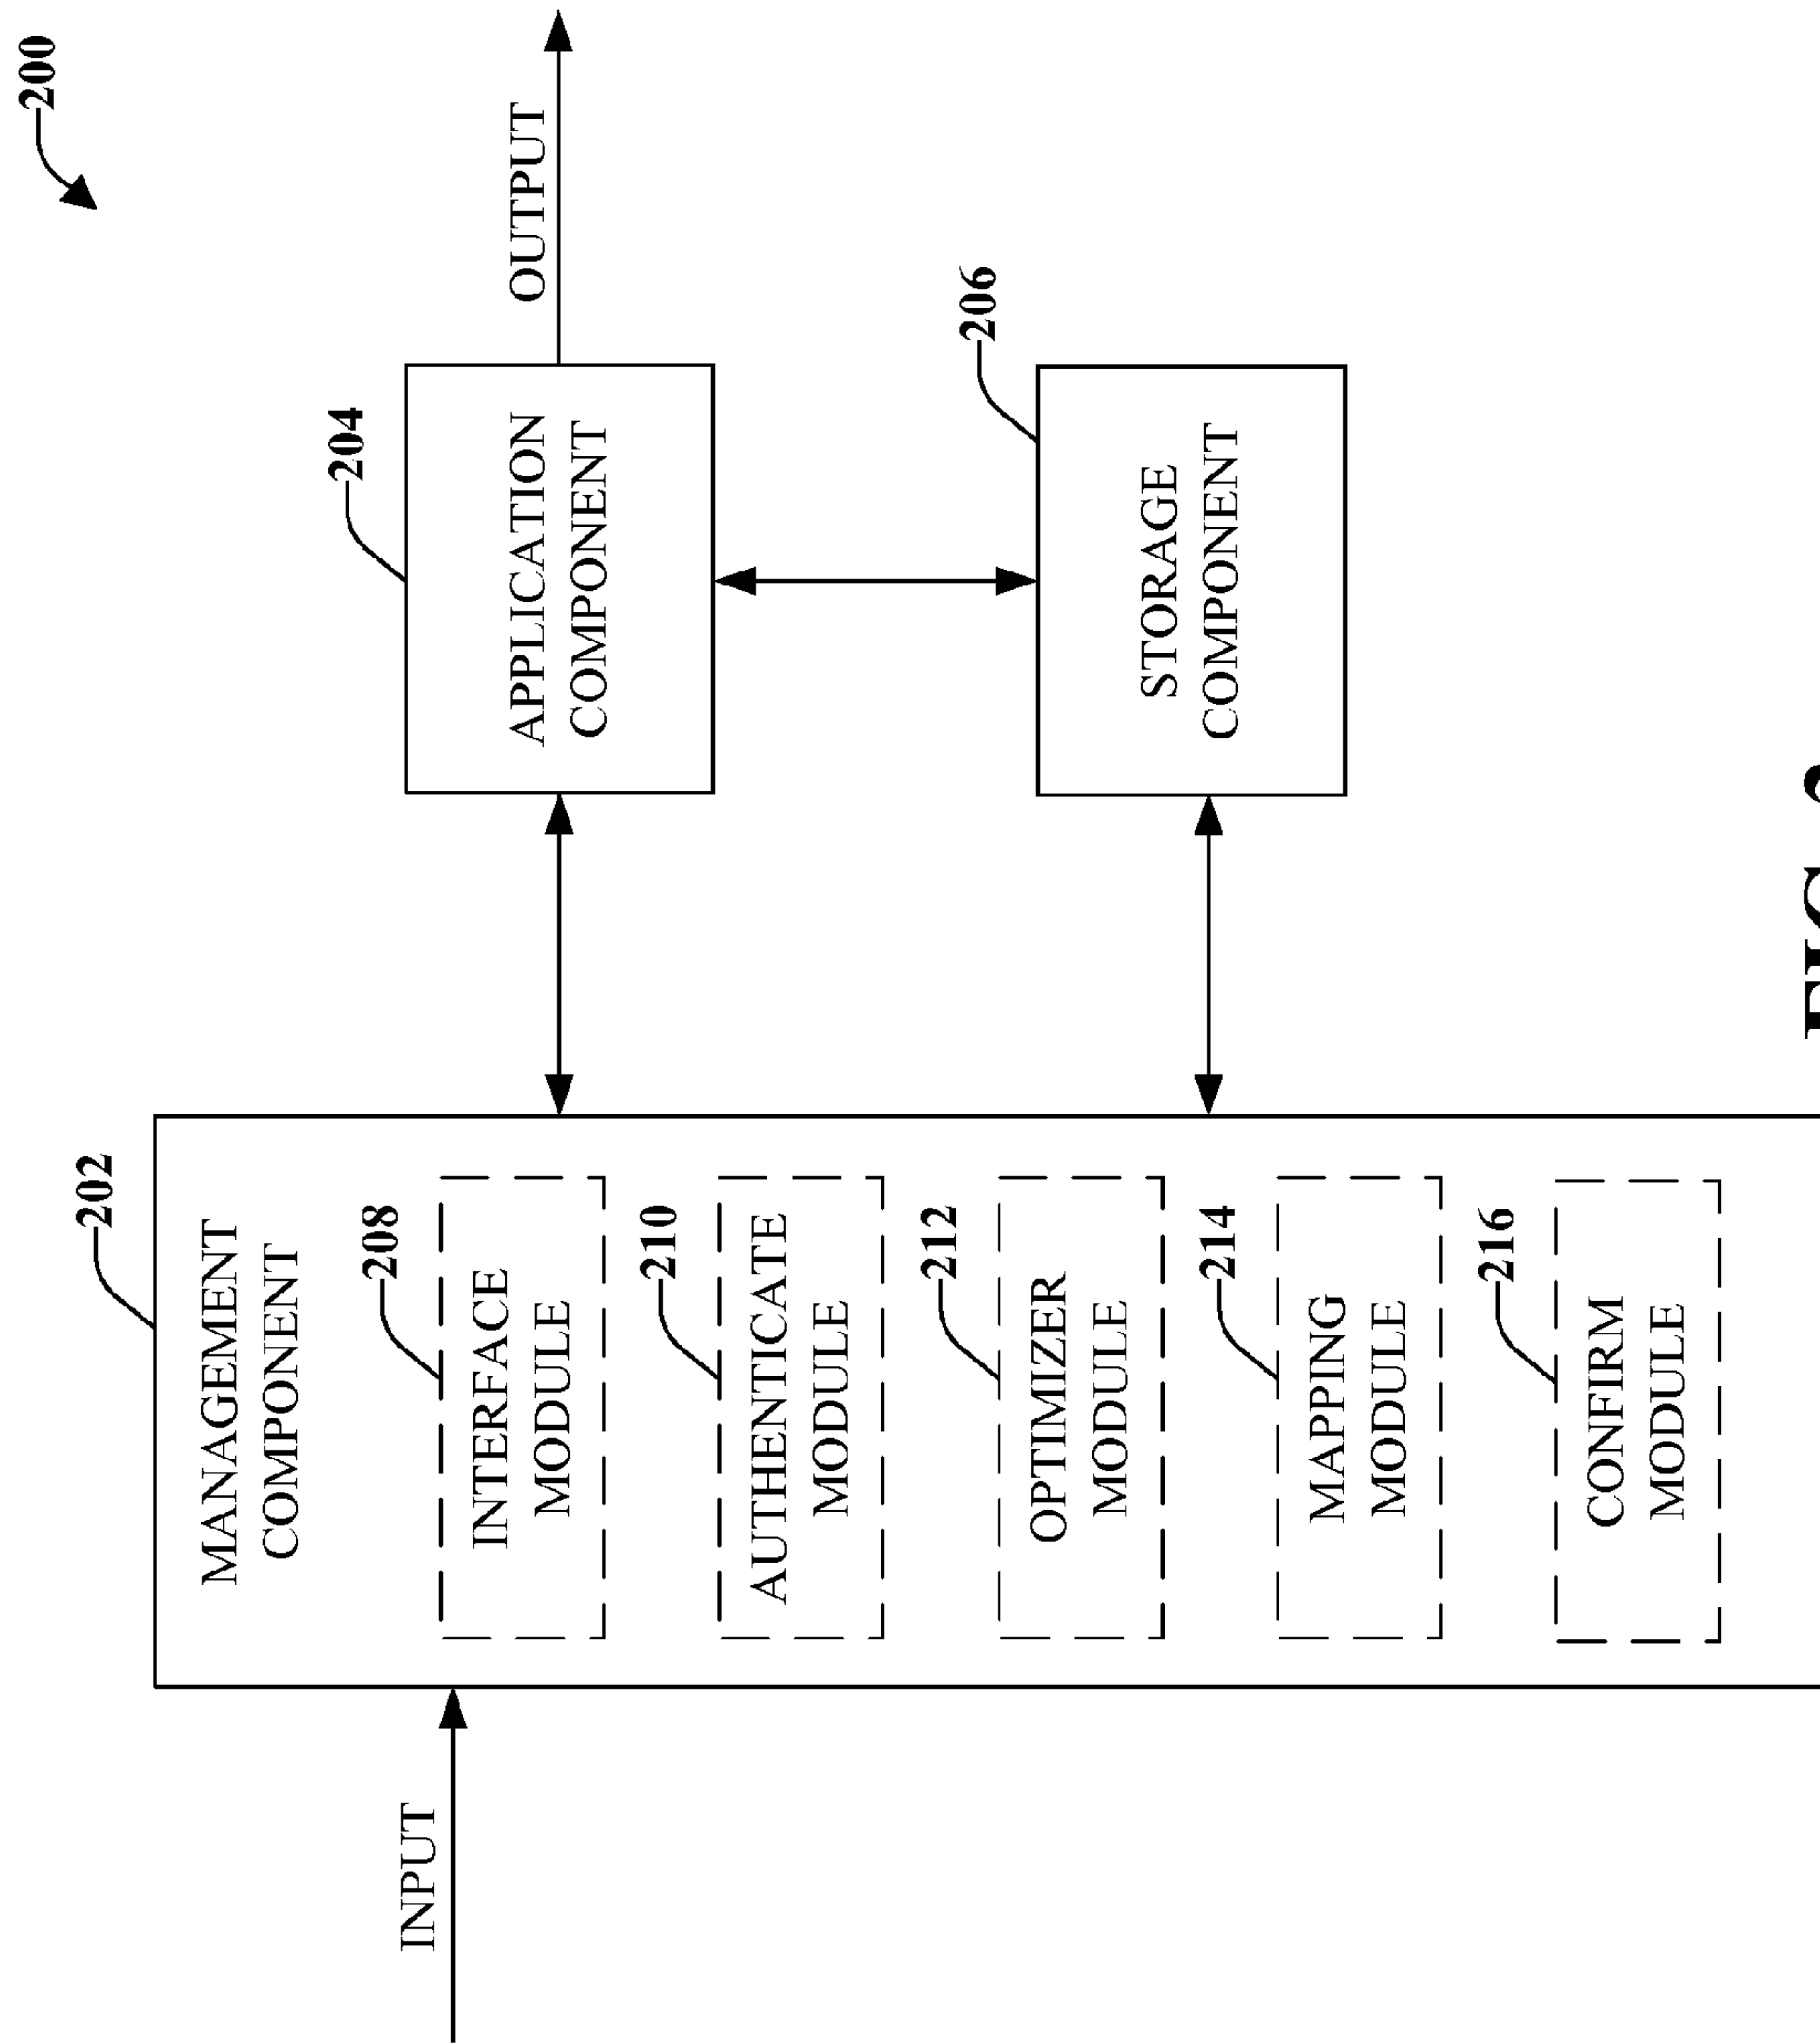 200
202
MANAGEMENT
COMPONENT
INPUT
208
INTERFACE
MODULE
210
AUTHENTICATE
MODULE
212
OPTIMIZER
MODULE
214
MAPPING
MODULE
216
CONFIRM
MODULE
204
APPLICATION
COMPONENT
OUTPUT
206
STORAGE
COMPONENT